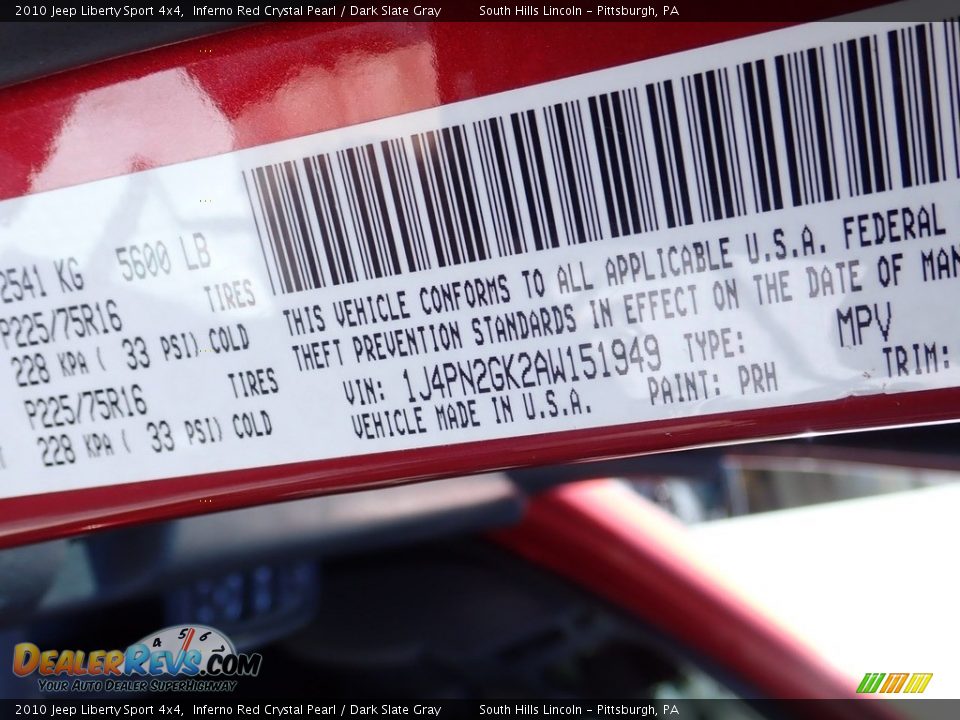 2010 Jeep Liberty Sport 4x4, Inferno Red Crystal Pearl / Dark Slate Gray South Hills Lincoln - Pittsburgh, PA
2541 KG 5600 LB
P225/75R16 TIRES
228 KPA ( 33 PSI) COLD
P225/75R16 TIRES
228 KPA ( 33 PSI) COLD
THIS VEHICLE CONFORMS TO ALL APPLICABLE U.S.A. FEDERAL
THEFT PREVENTION STANDARDS IN EFFECT ON THE DATE OF MAN
VIN: 1J4PN2GK2AW151949 TYPE: MPV
VEHICLE MADE IN U.S.A. PAINT: PRH TRIM:
4 5 6
DealerRevs.com
Your Auto Dealer SuperHighway
2010 Jeep Liberty Sport 4x4, Inferno Red Crystal Pearl / Dark Slate Gray South Hills Lincoln - Pittsburgh, PA